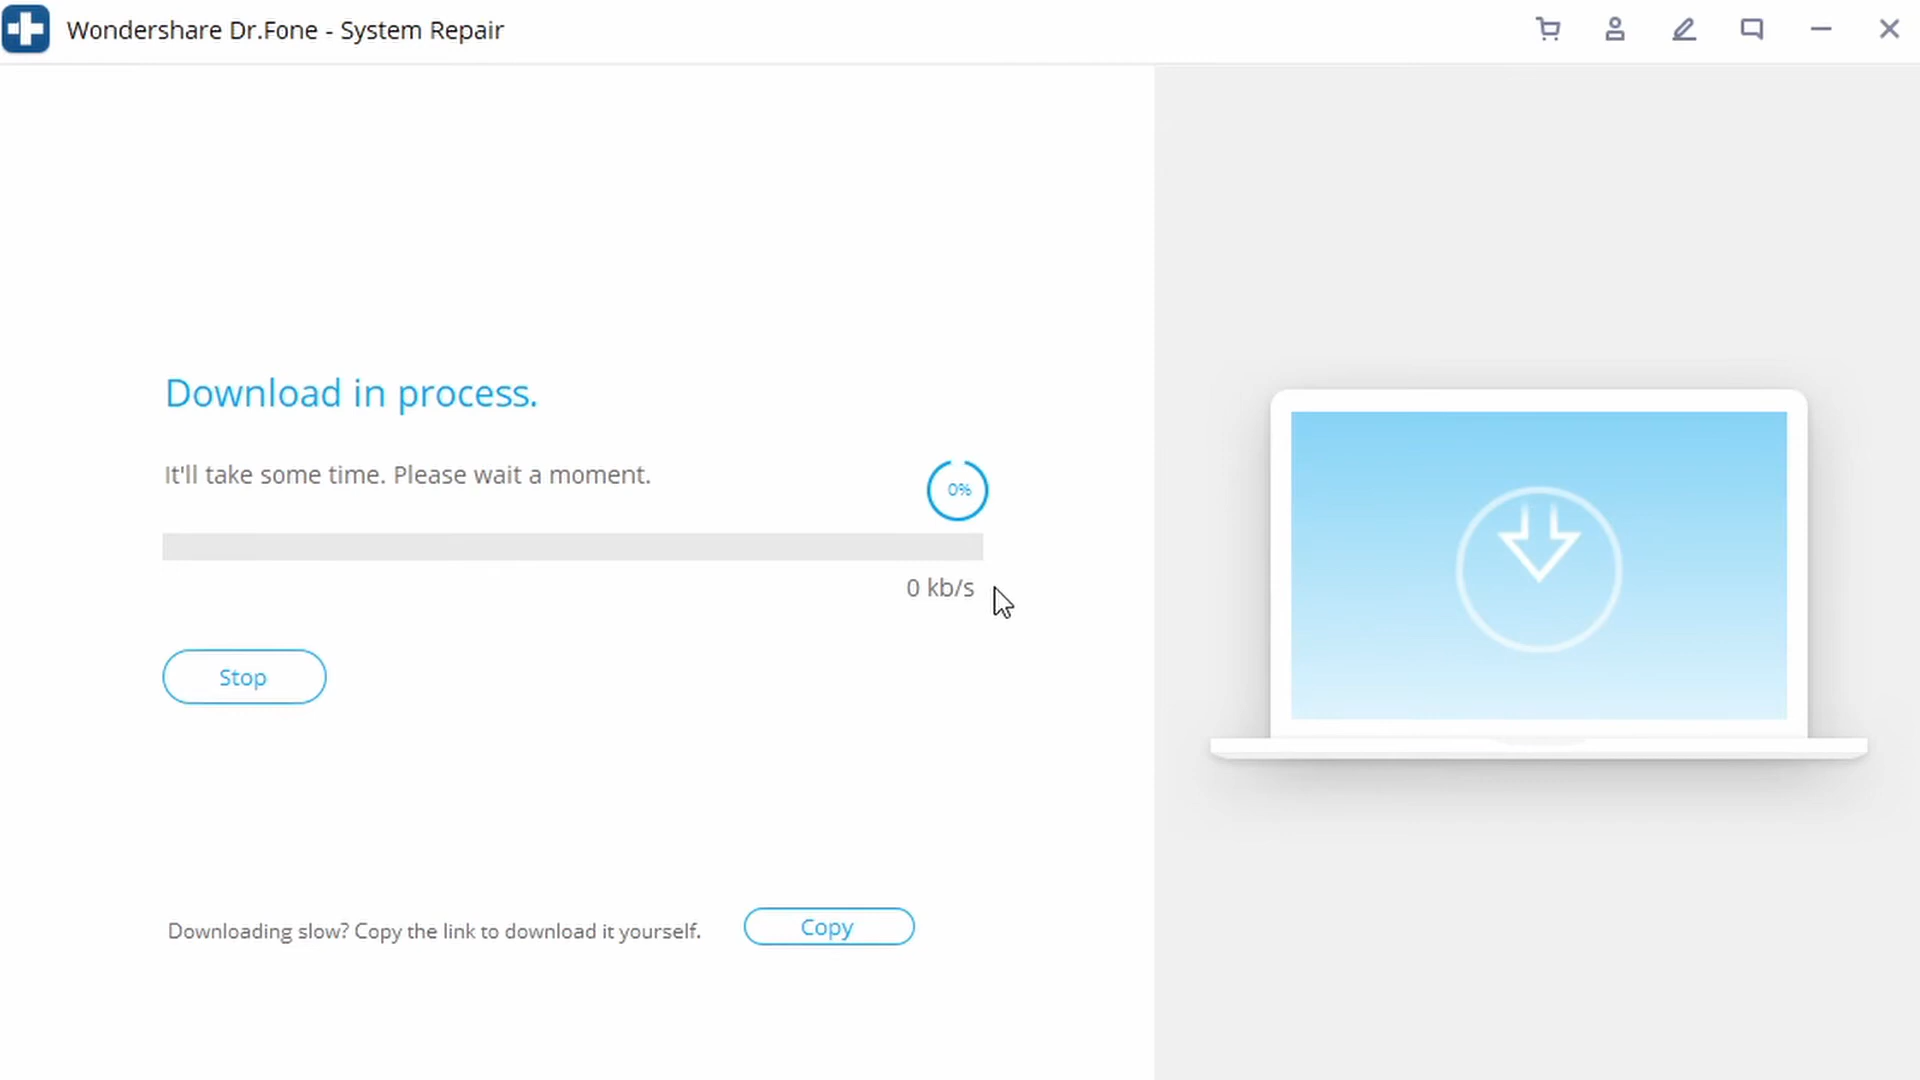 Wondershare Dr.Fone - System Repair
Download in process.
It'll take some time. Please wait a moment.
0%
0 kb/s
Stop
Downloading slow? Copy the link to download it yourself.
Copy